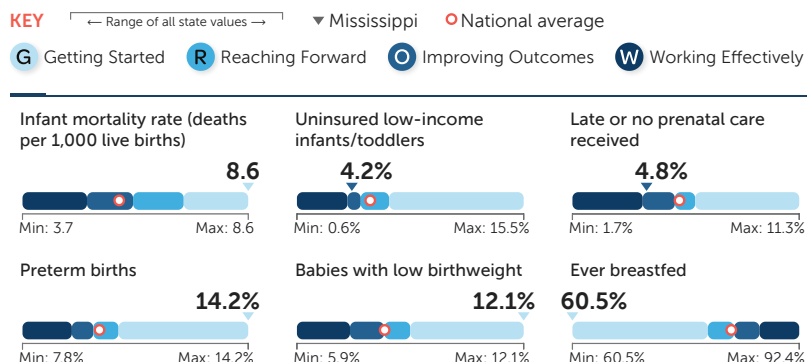 KEY ← Range of all state values → Mississippi National average
G Getting Started R Reaching Forward O Improving Outcomes W Working Effectively
Infant mortality rate (deaths
per 1,000 live births)
8.6
Min: 3.7 Max: 8.6
Uninsured low-income
infants/toddlers
4.2%
Min: 0.6% Max: 15.5%
Late or no prenatal care
received
4.8%
Min: 1.7% Max: 11.3%
Preterm births
14.2%
Min: 7.8% Max: 14.2%
Babies with low birthweight
12.1%
Min: 5.9% Max: 12.1%
Ever breastfed
60.5%
Min: 60.5% Max: 92.4%